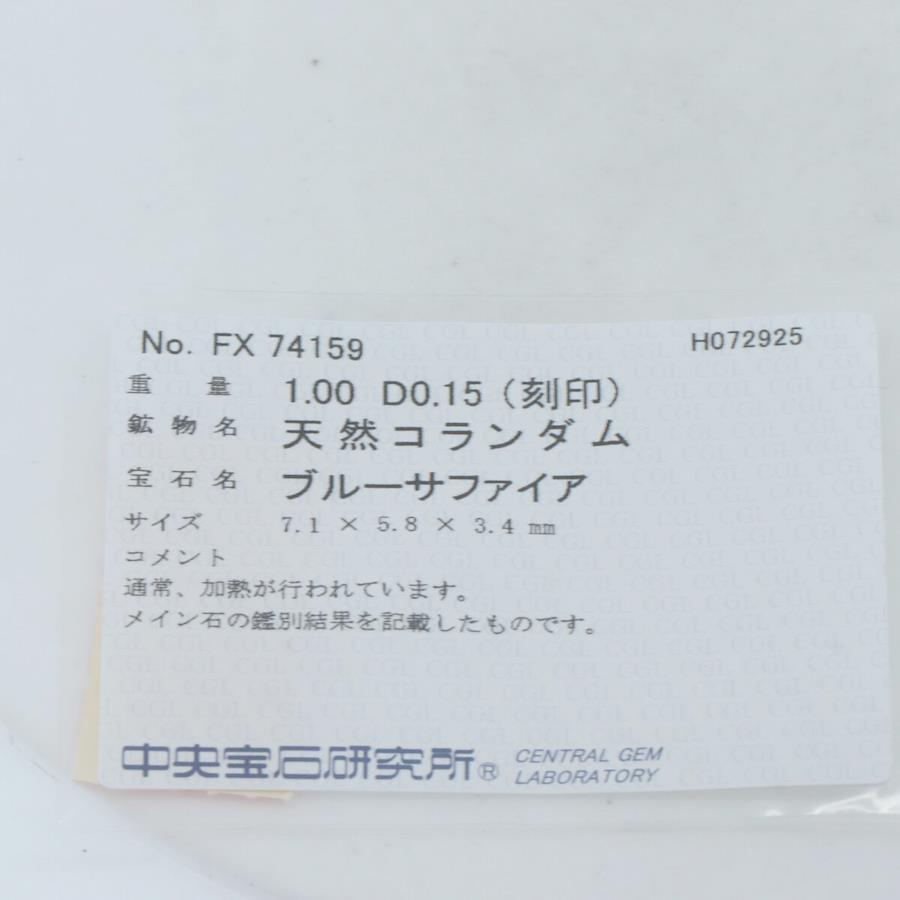 No. FX 74159 H072925
重量 1.00 D0.15 (刻印)
鉱物名 天然コランダム
宝石名 ブルーサファイア
サイズ 7.1 × 5.8 × 3.4 mm
コメント
通常、加熱が行われています。
メイン石の鑑別結果を記載したものです。
中央宝石研究所® CENTRAL GEM LABORATORY